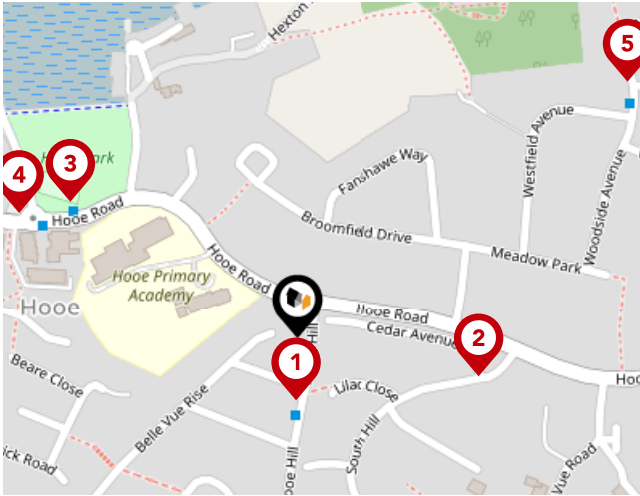 Hexton
5
Westfield Avenue
3
Park
4
Fanshawe Way
Woodside Avenue
Hooe Road
Broomfield Drive
Meadow Park
Hooe Road
Hooe Primary
Academy
Hooe
Hooe Road
Hill
Cedar Avenue
2
1
Hoo
Beare Close
Lilac Close
Belle Vue Rise
South Hill
ooe Hill
ick Road
Vue Road